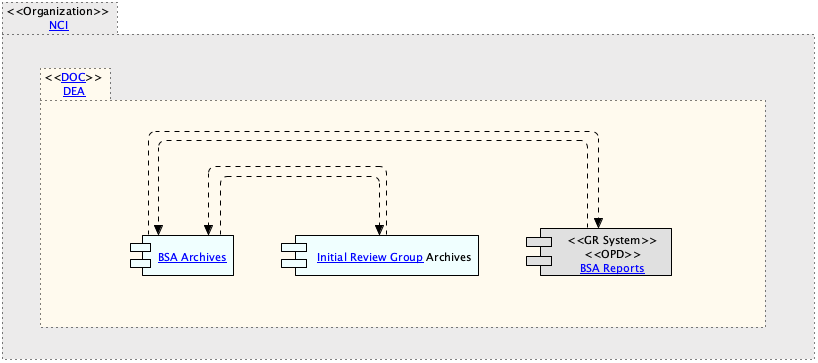 <<Organization>>
NCI
<<DOC>>
DEA
BSA Archives
Initial Review Group Archives
<<GR System>>
<<OPD>>
BSA Reports